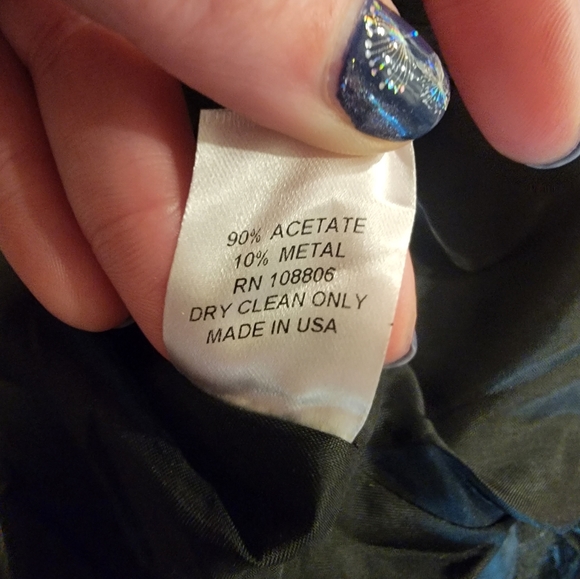 90% ACETATE
10% METAL
RN 108806
DRY CLEAN ONLY
MADE IN USA